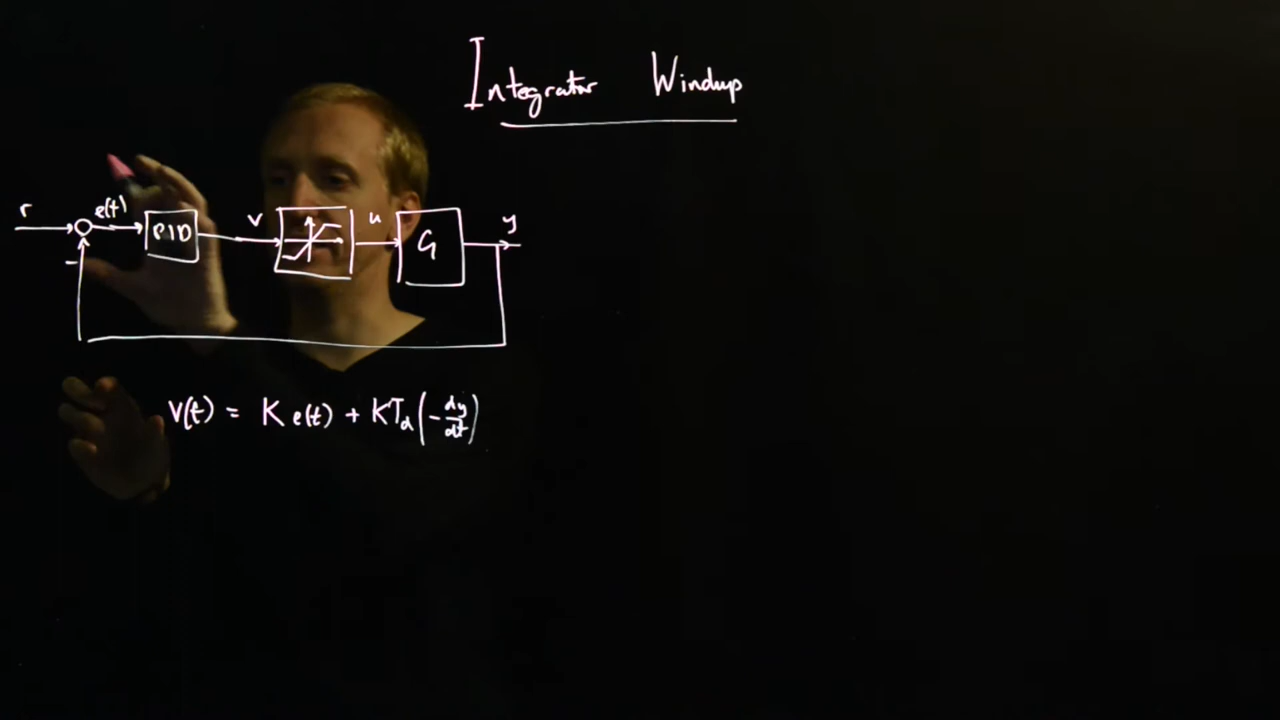 Integrator Windup
r e(t) PID v u G y
-
v(t) = K e(t) + KT_d (-dy/dt)